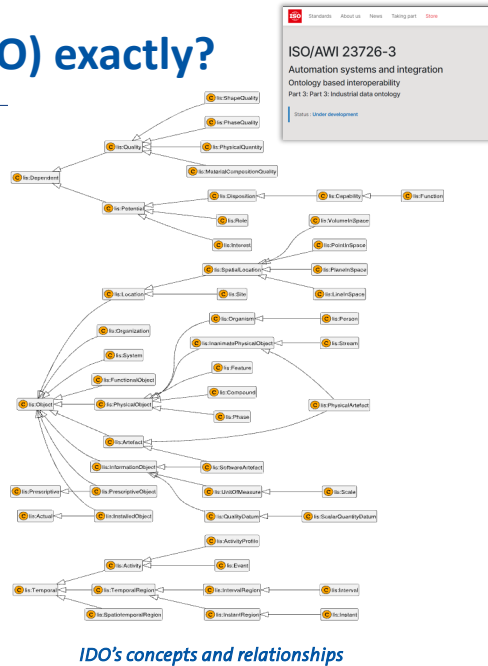 O) exactly?
ISO
Standards About us News Taking part Store
ISO/AWI 23726-3
Automation systems and integration
Ontology based interoperability
Part 3: Part 3: Industrial data ontology
Status : Under development
C lis:ShapeQuality
C lis:PhaseQuality
C lis:Quality
C lis:PhysicalQuantity
C lis:MaterialCompositionQuality
C lis:Dependent
C lis:Disposition
C lis:Capability
C lis:Function
C lis:Potential
C lis:Role
C lis:VolumeInSpace
C lis:Interest
C lis:PointInSpace
C lis:SpatialLocation
C lis:PlaneInSpace
C lis:Location
C lis:Site
C lis:LineInSpace
C lis:Organism
C lis:Person
C lis:Organization
C lis:InanimatePhysicalObject
C lis:Stream
C lis:System
C lis:Feature
C lis:FunctionalObject
C lis:Compound
C lis:Object
C lis:PhysicalObject
C lis:PhysicalArtefact
C lis:Phase
C lis:Artefact
C lis:InformationObject
C lis:SoftwareArtefact
C lis:Prescriptive
C lis:PrescriptiveObject
C lis:UnitOfMeasure
C lis:Scale
C lis:Actual
C lis:InstalledObject
C lis:QualityDatum
C lis:ScalarQuantityDatum
C lis:ActivityProfile
C lis:Activity
C lis:Event
C lis:Temporal
C lis:TemporalRegion
C lis:IntervalRegion
C lis:Interval
C lis:SpatiotemporalRegion
C lis:InstantRegion
C lis:Instant
IDO's concepts and relationships